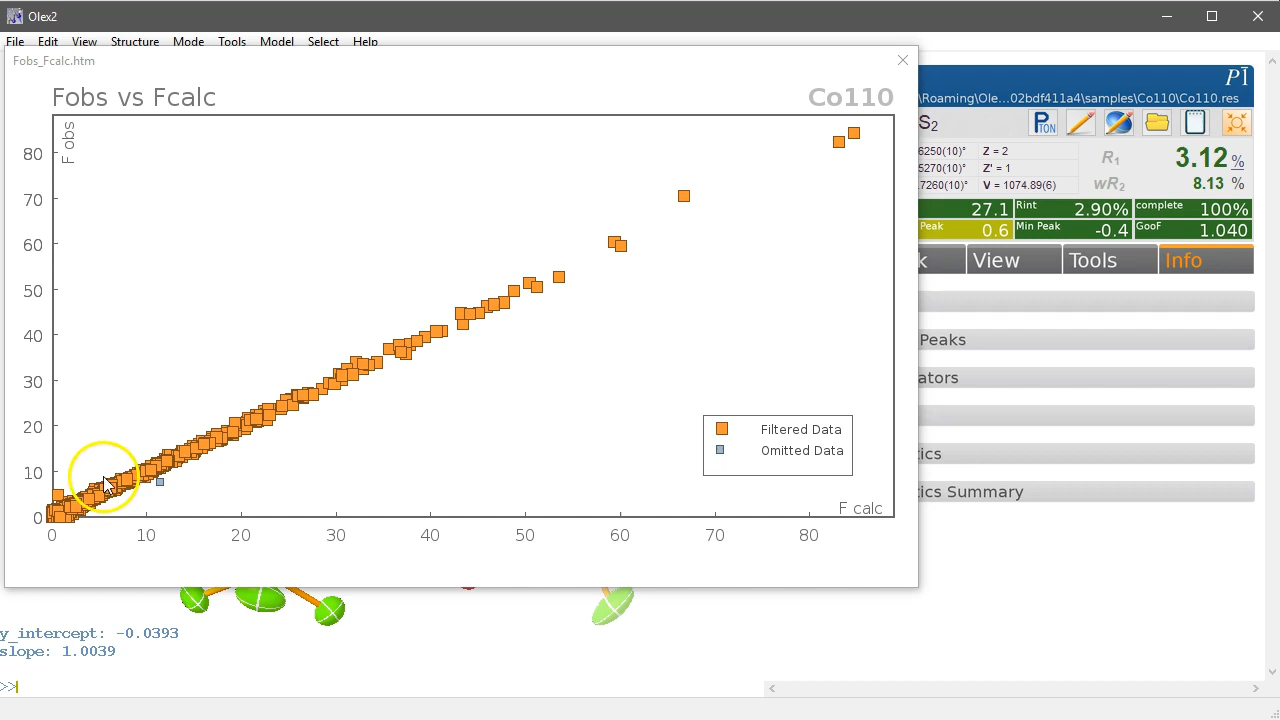 Olex2
File Edit View Structure Mode Tools Model Select Help
Fobs_Fcalc.htm
Fobs vs Fcalc
Co110
F obs
80
70
60
50
40
30
20
10
0
Filtered Data
Omitted Data
F calc
0 10 20 30 40 50 60 70 80
P1̅
\Roaming\Ole...02bdf411a4\samples\Co110\Co110.res
S2
PTON
6250(10)° Z = 2
5270(10)° Z' = 1
.7260(10)° V = 1074.89(6)
R1 3.12 %
wR2 8.13 %
27.1 Rint 2.90% complete 100%
Peak 0.6 Min Peak -0.4 GooF 1.040
k View Tools Info
Peaks
ators
ics
ics Summary
y_intercept: -0.0393
slope: 1.0039
>>